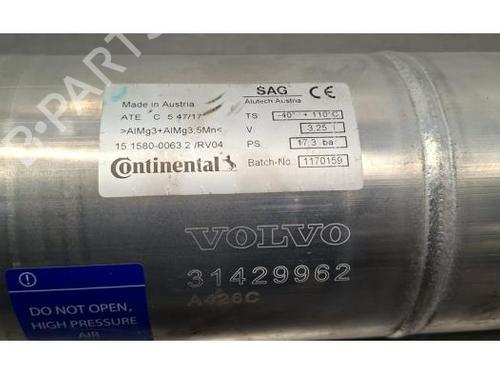 Made in Austria
ATE C 5 47/17
>AlMg3+AlMg3,5Mn<
15.1580-0063.2 /RV04
Continental
SAG CE
Alutech Austria
TS -40° +110°C
V 3.25 l
PS 17,3 bar
Batch-No. 1170159
VOLVO
31429962
A426C
DO NOT OPEN,
HIGH PRESSURE
AIR
B-PARTS